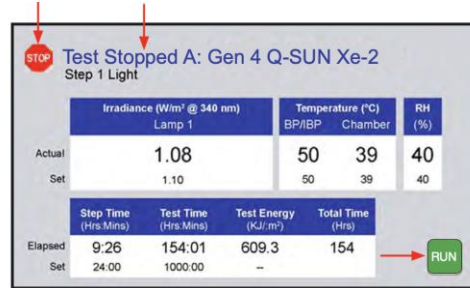 STOP Test Stopped A: Gen 4 Q-SUN Xe-2
Step 1 Light
Irradiance (W/m² @ 340 nm) Temperature (°C) RH
Lamp 1 BP/IBP Chamber (%)
Actual 1.08 50 39 40
Set 1.10 50 39 40
Step Time Test Time Test Energy Total Time
(Hrs:Mins) (Hrs:Mins) (KJ/:m²) (Hrs)
Elapsed 9:26 154:01 609.3 154
Set 24:00 1000:00 --
RUN